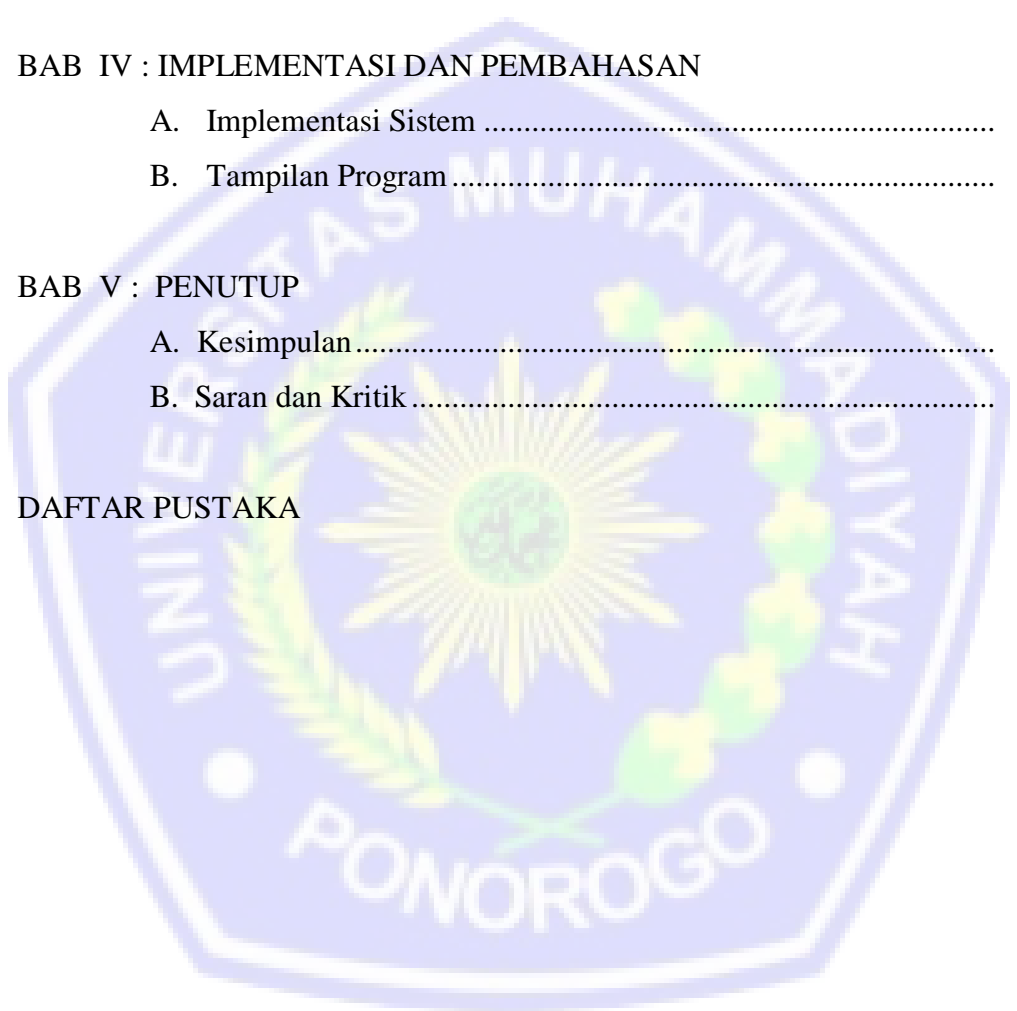 BAB IV : IMPLEMENTASI DAN PEMBAHASAN
A. Implementasi Sistem ................................................................
B. Tampilan Program ....................................................................
BAB V : PENUTUP
A. Kesimpulan ................................................................................
B. Saran dan Kritik .........................................................................
DAFTAR PUSTAKA
UNIVERSITAS MUHAMMADIYAH
PONOROGO